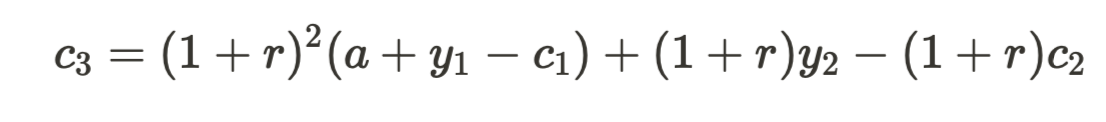 c₃ = (1 + r)²(a + y₁ − c₁) + (1 + r)y₂ − (1 + r)c₂